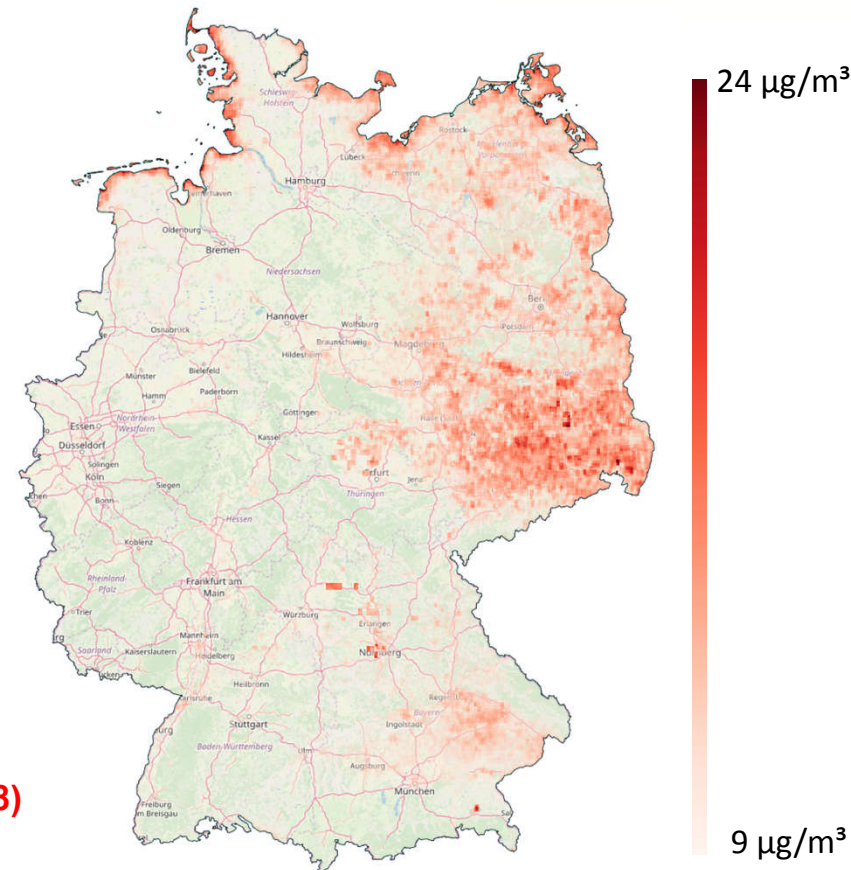 24 µg/m³
Schleswig-
Holstein
Rostock
Lübeck
Hamburg
Oldenburg
Bremen
Niedersachsen
Hannover
Wolfsburg
Osnabrück
Braunschweig
Magdeburg
Potsdam
Hildesheim
Münster
Bielefeld
Hamm
Paderborn
Göttingen
Halle (Saale)
Essen
Nordrhein-
Westfalen
Düsseldorf
Kassel
Solingen
Köln
Siegen
Erfurt
Jena
Bonn
Thüringen
Hessen
Koblenz
Rheinland-
Pfalz
Frankfurt am
Main
Trier
Würzburg
Erlangen
Mannheim
Saarland
Kaiserslautern
Heidelberg
Nürnberg
Heilbronn
Regens
Bayern
Stuttgart
Ingolstadt
Baden-Württemberg
Ulm
Augsburg
München
3)
Freiburg
im Breisgau
9 µg/m³